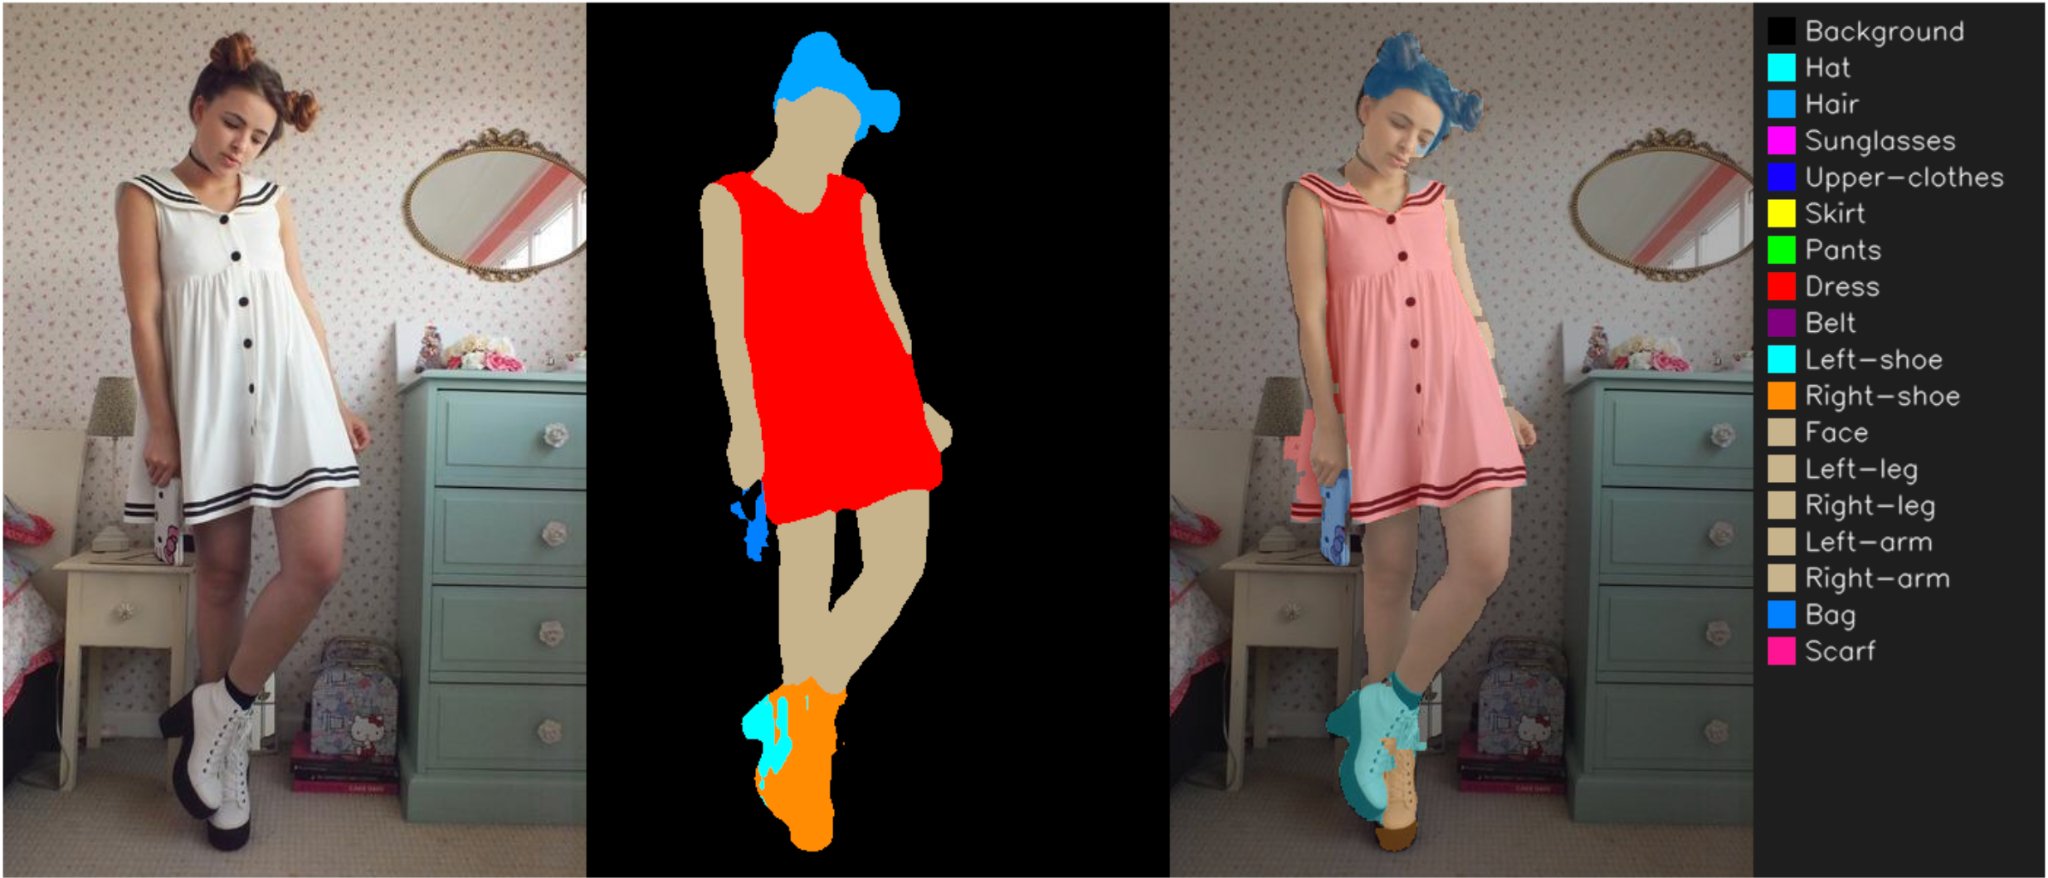 Background
Hat
Hair
Sunglasses
Upper-clothes
Skirt
Pants
Dress
Belt
Left-shoe
Right-shoe
Face
Left-leg
Right-leg
Left-arm
Right-arm
Bag
Scarf